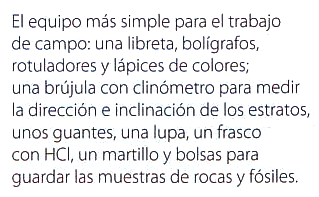 El equipo más simple para el trabajo
de campo: una libreta, bolígrafos,
rotuladores y lápices de colores;
una brújula con clinómetro para medir
la dirección e inclinación de los estratos,
unos guantes, una lupa, un frasco
con HCl, un martillo y bolsas para
guardar las muestras de rocas y fósiles.